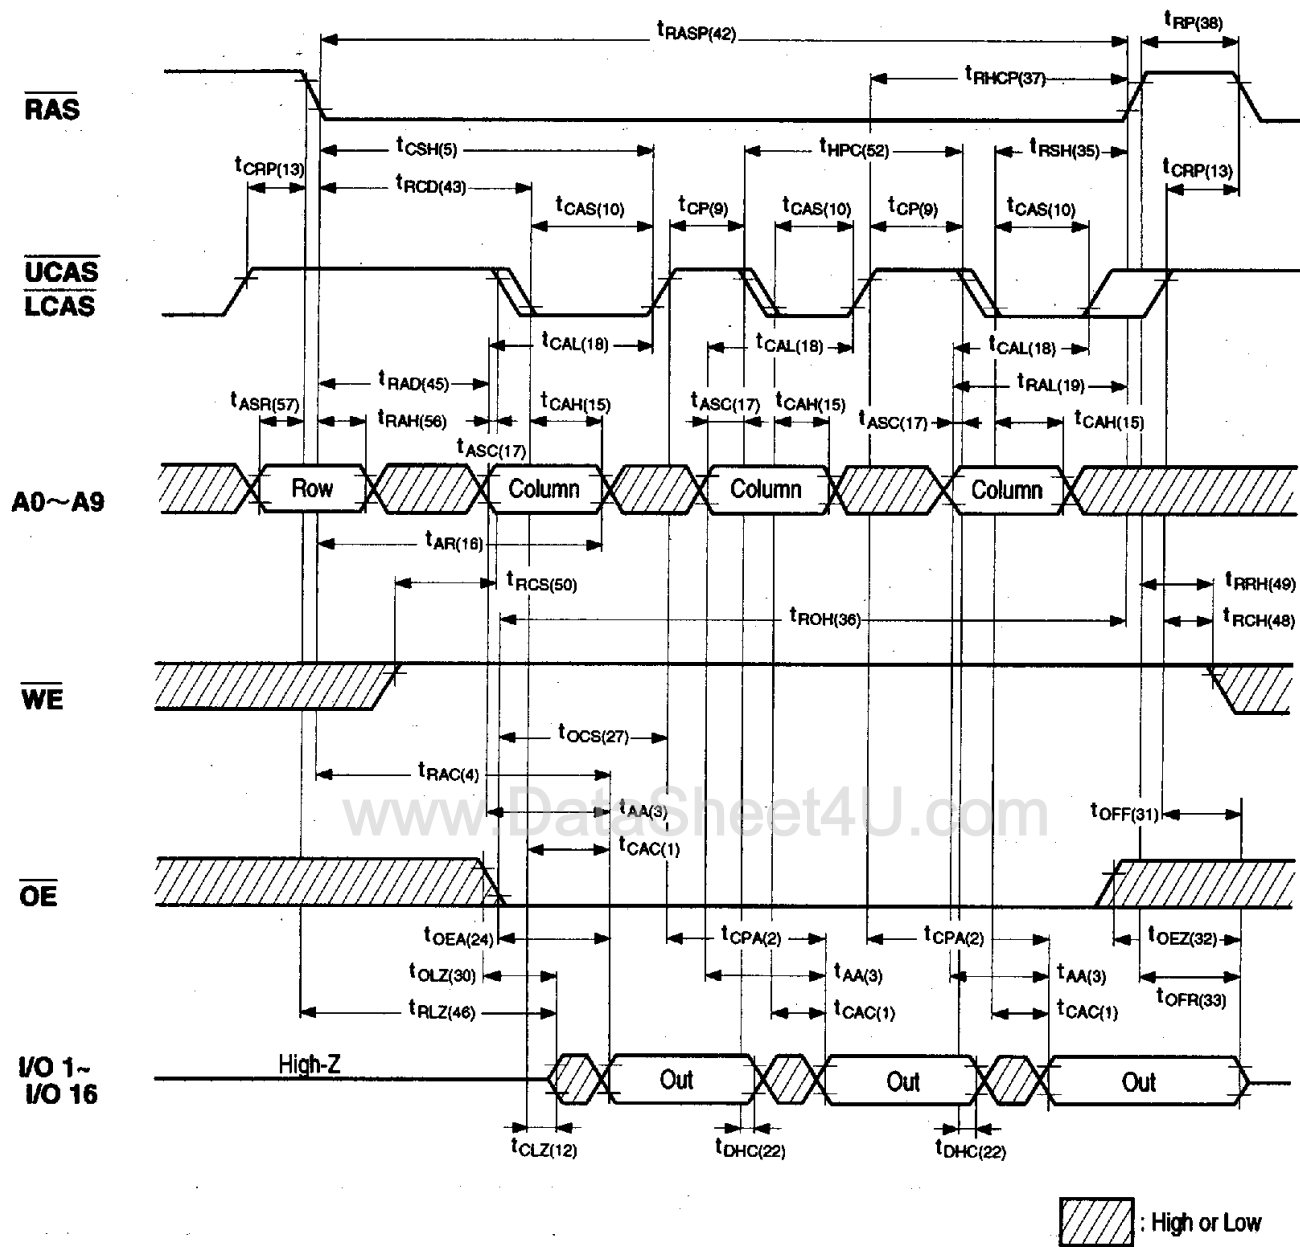 tRASP(42)
tRP(38)
tRHCP(37)
RAS
tCSH(5)
tHPC(52)
tRSH(35)
tCRP(13)
tRCD(43)
tCRP(13)
tCAS(10)
tCP(9)
tCAS(10)
tCP(9)
tCAS(10)
UCAS
LCAS
tCAL(18)
tCAL(18)
tCAL(18)
tRAD(45)
tRAL(19)
tASR(57)
tRAH(56)
tCAH(15)
tASC(17)
tCAH(15)
tASC(17)
tCAH(15)
tASC(17)
A0~A9
Row
Column
Column
Column
tAR(16)
tRCS(50)
tRRH(49)
tROH(36)
tRCH(48)
WE
tOCS(27)
tRAC(4)
www.DataSheet4U.com
tAA(3)
tOFF(31)
tCAC(1)
OE
tOEA(24)
tCPA(2)
tCPA(2)
tOEZ(32)
tOLZ(30)
tAA(3)
tAA(3)
tOFR(33)
tRLZ(46)
tCAC(1)
tCAC(1)
I/O 1~
I/O 16
High-Z
Out
Out
Out
tCLZ(12)
tDHC(22)
tDHC(22)
: High or Low